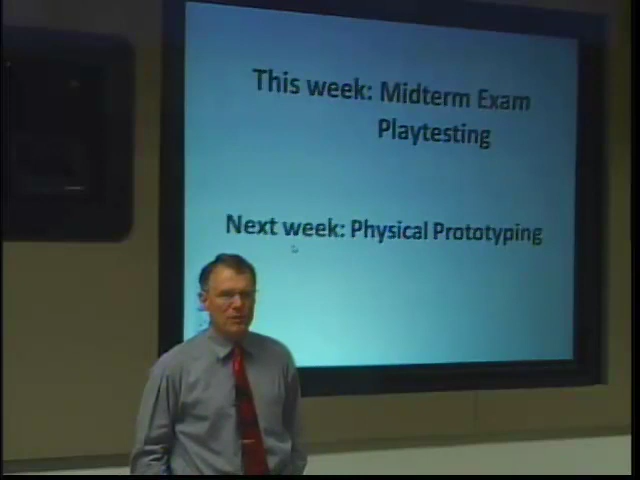 This week: Midterm Exam
Playtesting
Next week: Physical Prototyping